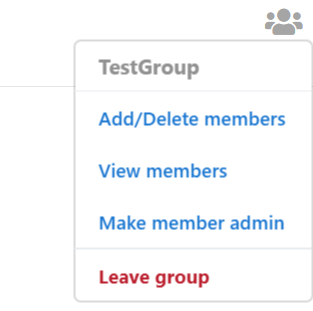 TestGroup
Add/Delete members
View members
Make member admin
Leave group